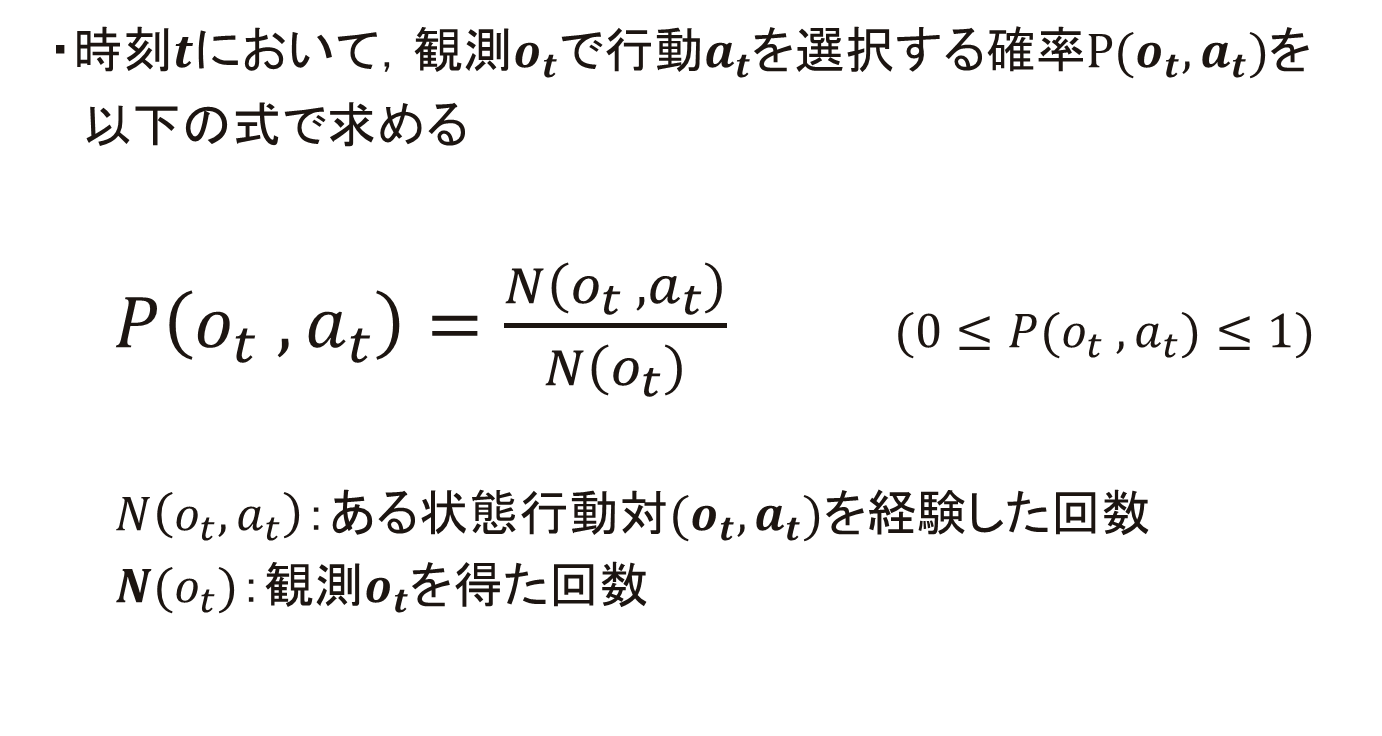 ・時刻tにおいて，観測o_tで行動a_tを選択する確率P(o_t, a_t)を
以下の式で求める
P(o_t , a_t) = N(o_t ,a_t) / N(o_t) (0 ≤ P(o_t , a_t) ≤ 1)
N(o_t, a_t)：ある状態行動対(o_t, a_t)を経験した回数
N(o_t)：観測o_tを得た回数